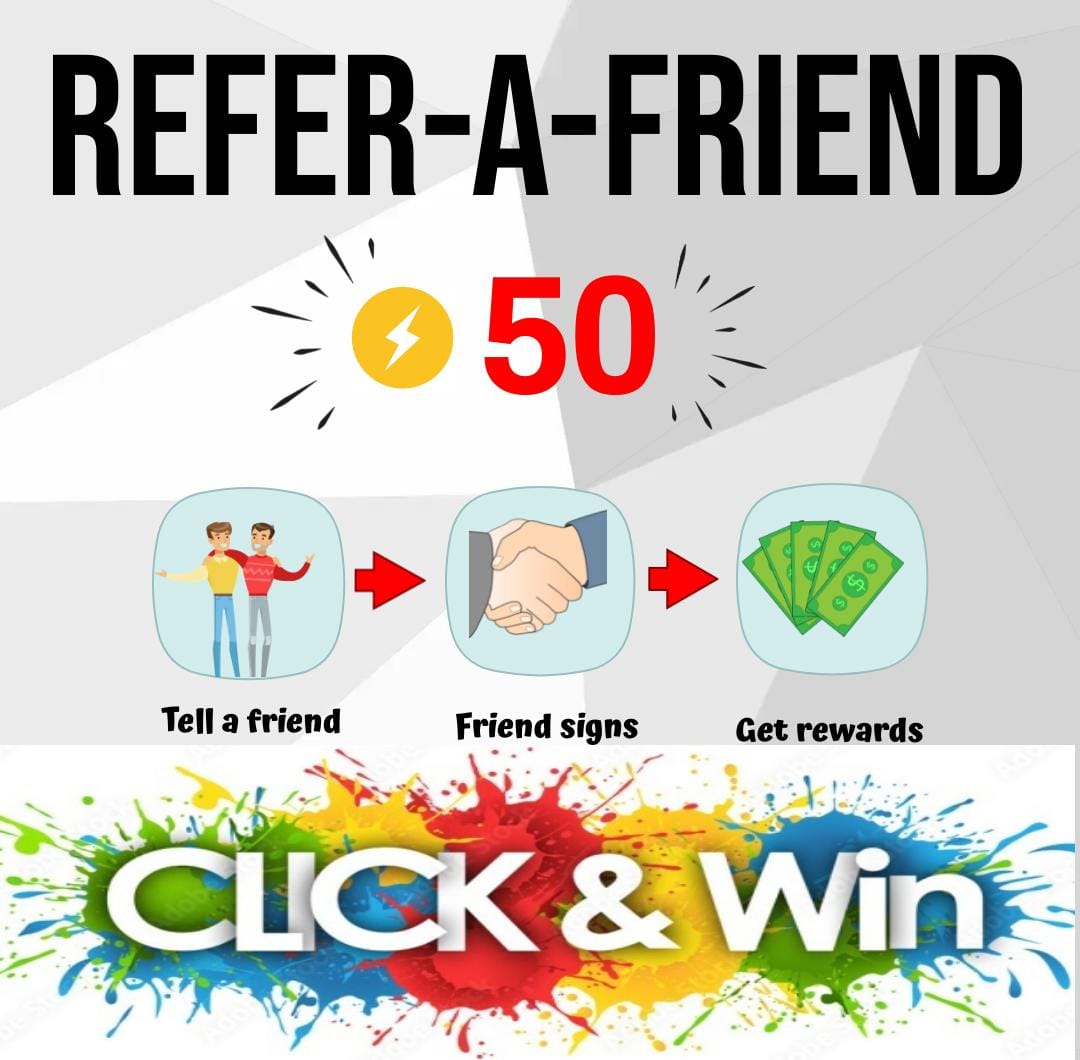 REFER-A-FRIEND
50
Tell a friend
Friend signs
Get rewards
CLICK & Win